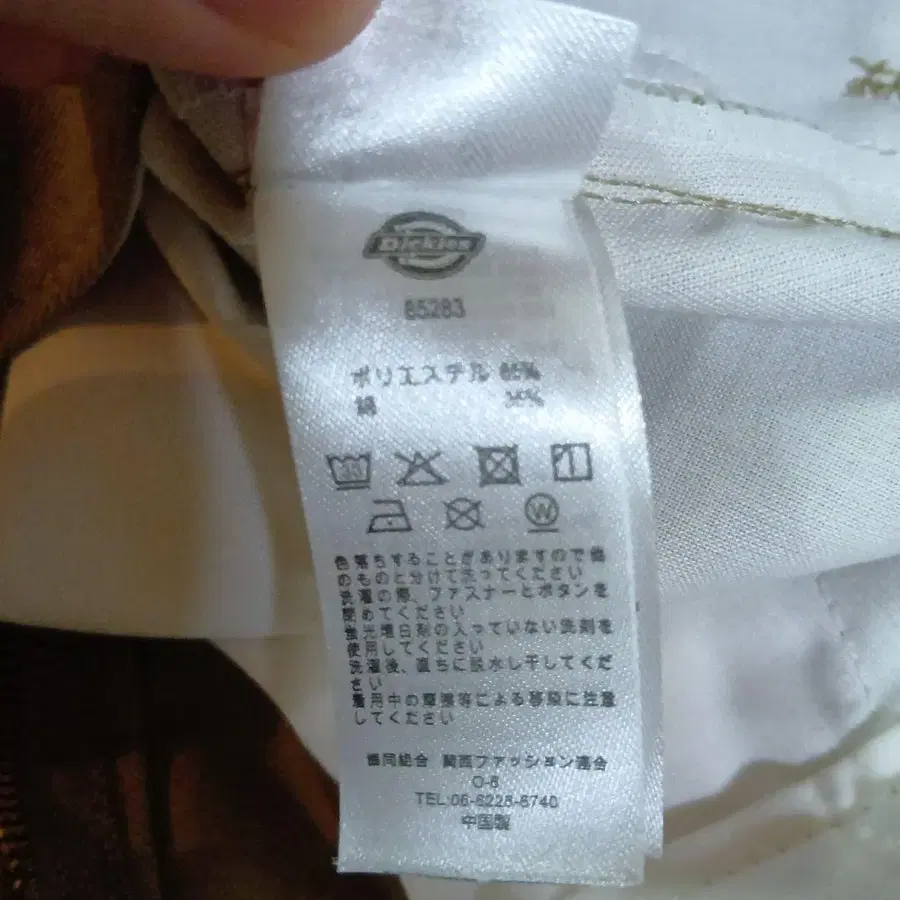 Dickies
85283
ポリエステル 65%
綿 35%
30
W
色落ちすることがありますので他
のものと分けて洗ってください
洗濯の際、ファスナーとボタンを
閉めてください
蛍光増白剤の入っていない洗剤を
使用してください
洗濯後、直ちに脱水し干してくだ
さい
着用中の摩擦等による移染に注意
してください
協同組合 関西ファッション連合
O-6
TEL:06-6228-6740
中国製